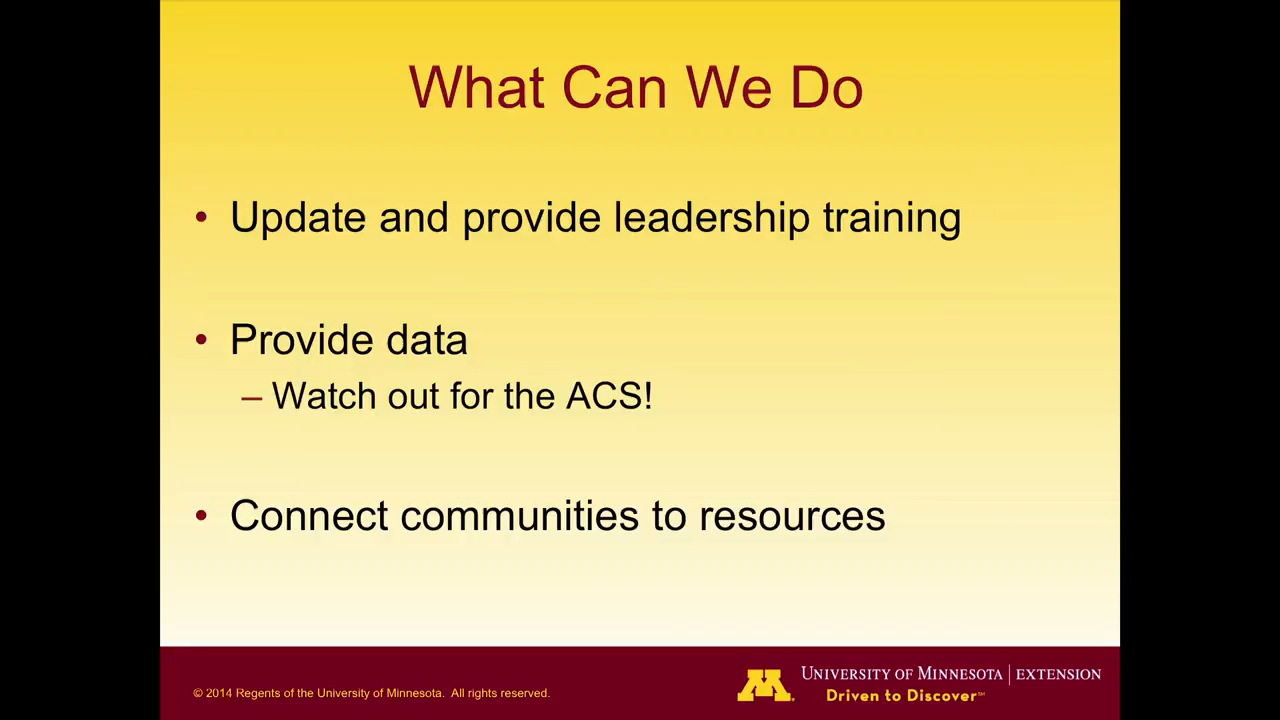 What Can We Do
• Update and provide leadership training
• Provide data
– Watch out for the ACS!
• Connect communities to resources
© 2014 Regents of the University of Minnesota. All rights reserved.
M
UNIVERSITY OF MINNESOTA | EXTENSION
Driven to Discover℠